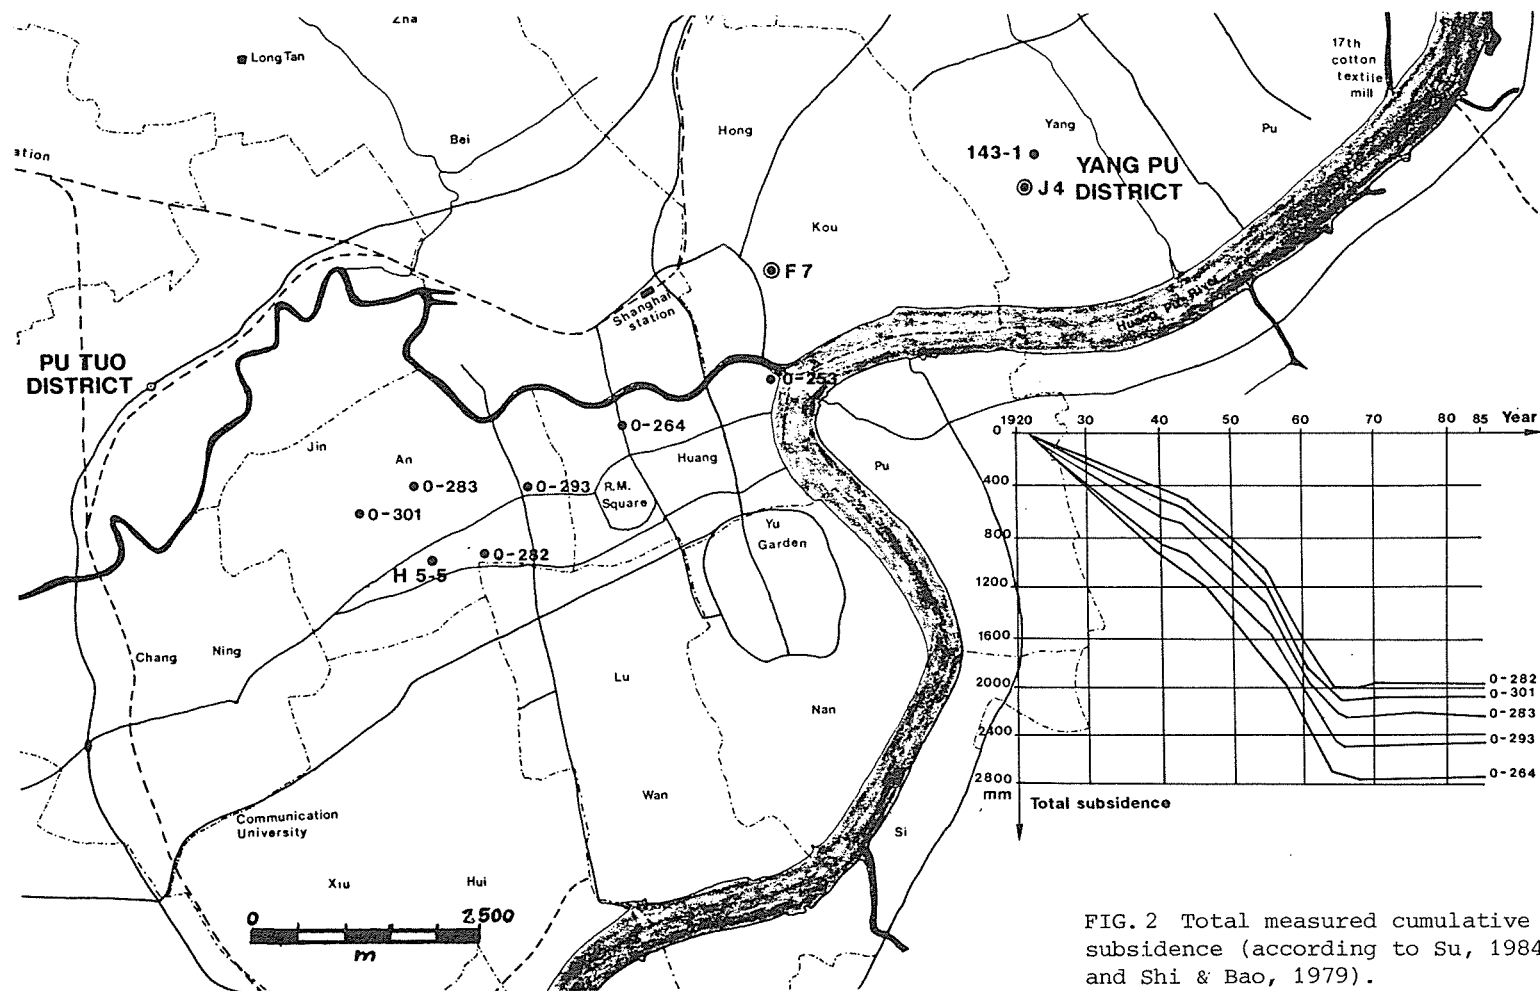 Zha
17th
cotton
textile
mill
Long Tan
Bei
Hong
Yang
Pu
143-1
YANG PU
DISTRICT
J 4
ation
Kou
F 7
Huang Pu River
Shanghai
station
PU TUO
DISTRICT
0-253
0-264
Jin
An
Huang
Pu
0-283
0-293
R.M.
Square
0-301
Yu
Garden
0-282
H 5-5
Chang
Ning
Lu
Nan
Wan
Si
Communication
University
Xiu
Hui
0 2500
m
1920 30 40 50 60 70 80 85 Year
0
400
800
1200
1600
2000
2400
2800
mm
Total subsidence
0-282
0-301
0-283
0-293
0-264
FIG. 2 Total measured cumulative
subsidence (according to Su, 1984
and Shi & Bao, 1979).